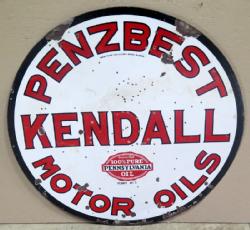 PENZBEST
KENDALL
100% PURE
PENNSYLVANIA
OIL
MOTOR OILS